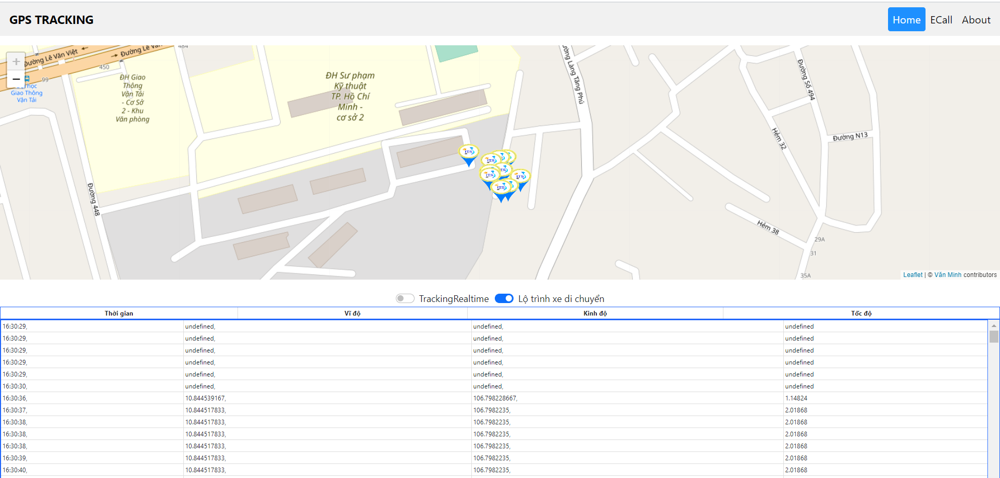 GPS TRACKING
Home
ECall
About
+
−
Đường Lê Văn Việt
Đường Lê Văn
484
450
99
Giao Thông
Vận Tải
ĐH Giao
Thông
Vận Tải
- Cơ Sở
2 - Khu
Văn phòng
ĐH Sư phạm
Kỹ thuật
TP. Hồ Chí
Minh -
cơ sở 2
Đường Làng Tăng Phú
Đường Số 494
Đường N13
Hẻm 32
Hẻm 38
Đường 448
29A
31
35A
ITS
ITS
ITS
ITS
ITS
ITS
Leaflet | © Văn Minh contributors
TrackingRealtime
Lộ trình xe di chuyển
Thời gian Vĩ độ Kinh độ Tốc độ
16:30:29, undefined, undefined, undefined
16:30:29, undefined, undefined, undefined
16:30:29, undefined, undefined, undefined
16:30:29, undefined, undefined, undefined
16:30:29, undefined, undefined, undefined
16:30:30, undefined, undefined, undefined
16:30:36, 10.844539167, 106.798228667, 1.14824
16:30:37, 10.844517833, 106.7982235, 2.01868
16:30:38, 10.844517833, 106.7982235, 2.01868
16:30:38, 10.844517833, 106.7982235, 2.01868
16:30:38, 10.844517833, 106.7982235, 2.01868
16:30:39, 10.844517833, 106.7982235, 2.01868
16:30:40, 10.844517833, 106.7982235, 2.01868